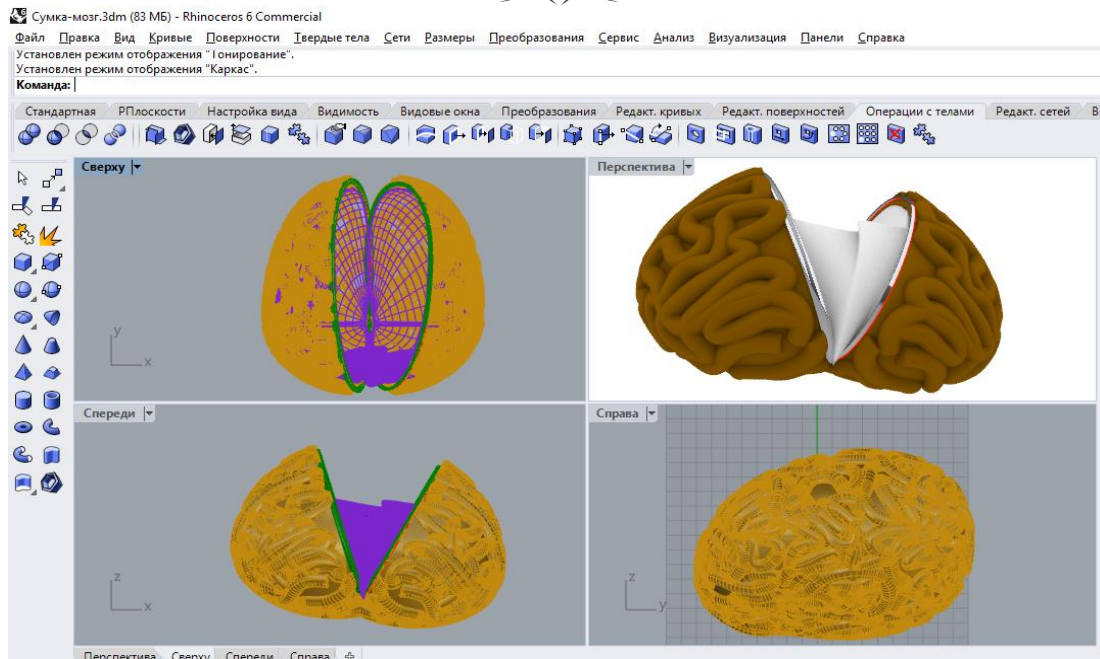 Сумка-мозг.3dm (83 МБ) - Rhinoceros 6 Commercial
Файл Правка Вид Кривые Поверхности Твердые тела Сети Размеры Преобразования Сервис Анализ Визуализация Панели Справка
Установлен режим отображения "Тонирование".
Установлен режим отображения "Каркас".
Команда:
Стандартная РПлоскости Настройка вида Видимость Видовые окна Преобразования Редакт. кривых Редакт. поверхностей Операции с телами Редакт. сетей
Сверху
Перспектива
y
x
Спереди
Справа
z
x
z
y
Перспектива Сверху Спереди Справа